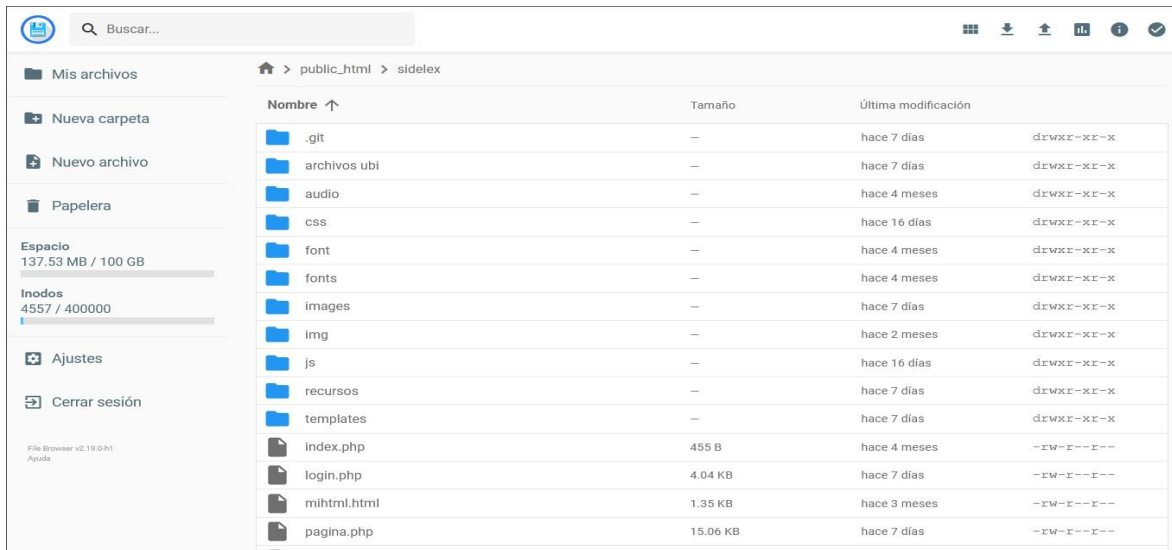 Buscar...
Mis archivos
Nueva carpeta
Nuevo archivo
Papelera
Espacio
137.53 MB / 100 GB
Inodos
4557 / 400000
Ajustes
Cerrar sesión
File Browser v2.19.0-h1
Ayuda
> public_html > sidelex
Nombre ↑ Tamaño Última modificación
.git — hace 7 días drwxr-xr-x
archivos ubi — hace 7 días drwxr-xr-x
audio — hace 4 meses drwxr-xr-x
css — hace 16 días drwxr-xr-x
font — hace 4 meses drwxr-xr-x
fonts — hace 4 meses drwxr-xr-x
images — hace 7 días drwxr-xr-x
img — hace 2 meses drwxr-xr-x
js — hace 16 días drwxr-xr-x
recursos — hace 7 días drwxr-xr-x
templates — hace 7 días drwxr-xr-x
index.php 455 B hace 4 meses -rw-r--r--
login.php 4.04 KB hace 7 días -rw-r--r--
mihtml.html 1.35 KB hace 3 meses -rw-r--r--
pagina.php 15.06 KB hace 7 días -rw-r--r--